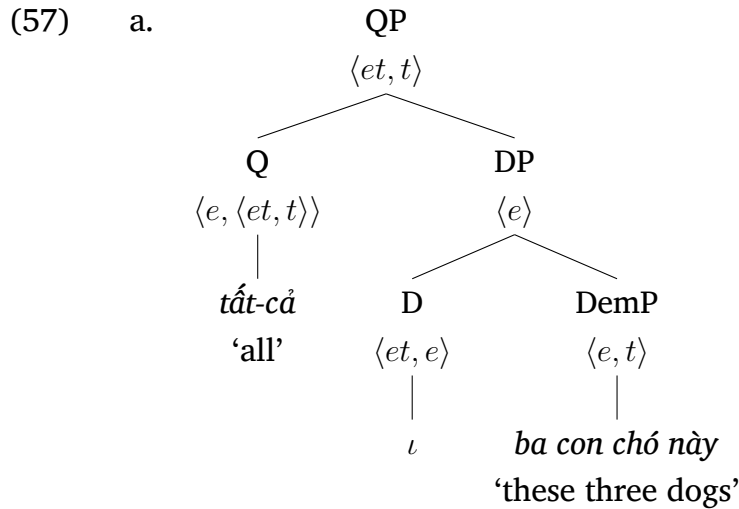 (57) a. QP
⟨et, t⟩
Q DP
⟨e, ⟨et, t⟩⟩ ⟨e⟩
tất-cả D DemP
‘all’ ⟨et, e⟩ ⟨e, t⟩
ι ba con chó này
‘these three dogs’